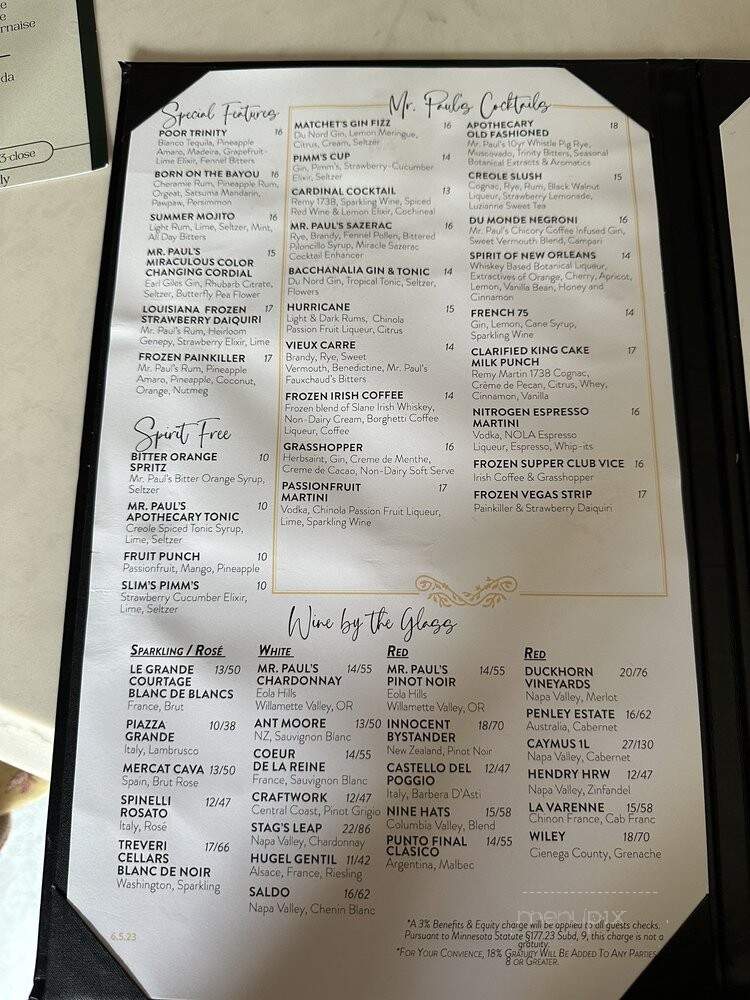 rnaise
da
3-close
ly
Special Features
POOR TRINITY 16
Blanco Tequila, Pineapple
Amaro, Madeira, Grapefruit-
Lime Elixir, Fennel Bitters
BORN ON THE BAYOU 16
Cheramie Rum, Pineapple Rum,
Orgeat, Satsuma Mandarin,
Pawpaw, Persimmon
SUMMER MOJITO 16
Light Rum, Lime, Seltzer, Mint,
All Day Bitters
MR. PAUL'S 15
MIRACULOUS COLOR
CHANGING CORDIAL
Earl Giles Gin, Rhubarb Citrate,
Seltzer, Butterfly Pea Flower
LOUISIANA FROZEN 17
STRAWBERRY DAIQUIRI
Mr. Paul's Rum, Heirloom
Genepy, Strawberry Elixir, Lime
FROZEN PAINKILLER 17
Mr. Paul's Rum, Pineapple
Amaro, Pineapple, Coconut,
Orange, Nutmeg
Spirit Free
BITTER ORANGE 10
SPRITZ
Mr. Paul's Bitter Orange Syrup,
Seltzer
MR. PAUL'S 10
APOTHECARY TONIC
Creole Spiced Tonic Syrup,
Lime, Seltzer
FRUIT PUNCH 10
Passionfruit, Mango, Pineapple
SLIM'S PIMM'S 10
Strawberry Cucumber Elixir,
Lime, Seltzer
Mr. Paul's Cocktails
MATCHET'S GIN FIZZ 16
Du Nord Gin, Lemon Meringue,
Citrus, Cream, Seltzer
PIMM'S CUP 14
Gin, Pimm's, Strawberry-Cucumber
Elixir, Seltzer
CARDINAL COCKTAIL 13
Remy 1738, Sparkling Wine, Spiced
Red Wine & Lemon Elixir, Cochineal
MR. PAUL'S SAZERAC 16
Rye, Brandy, Fennel Pollen, Bittered
Piloncillo Syrup, Miracle Sazerac
Cocktail Enhancer
BACCHANALIA GIN & TONIC 14
Du Nord Gin, Tropical Tonic, Seltzer,
Flowers
HURRICANE 15
Light & Dark Rums, Chinola
Passion Fruit Liqueur, Citrus
VIEUX CARRE 14
Brandy, Rye, Sweet
Vermouth, Benedictine, Mr. Paul's
Fauxchaud's Bitters
FROZEN IRISH COFFEE 14
Frozen blend of Slane Irish Whiskey,
Non-Dairy Cream, Borghetti Coffee
Liqueur, Coffee
GRASSHOPPER 16
Herbsaint, Gin, Creme de Menthe,
Creme de Cacao, Non-Dairy Soft Serve
PASSIONFRUIT 17
MARTINI
Vodka, Chinola Passion Fruit Liqueur,
Lime, Sparkling Wine
APOTHECARY 18
OLD FASHIONED
Mr. Paul's 10yr Whistle Pig Rye,
Muscovado, Trinity Bitters, Seasonal
Botanical Extracts & Aromatics
CREOLE SLUSH 15
Cognac, Rye, Rum, Black Walnut
Liqueur, Strawberry Lemonade,
Luzianne Sweet Tea
DU MONDE NEGRONI 16
Mr. Paul's Chicory Coffee Infused Gin,
Sweet Vermouth Blend, Campari
SPIRIT OF NEW ORLEANS 14
Whiskey Based Botanical Liqueur,
Extractives of Orange, Cherry, Apricot,
Lemon, Vanilla Bean, Honey and
Cinnamon
FRENCH 75 14
Gin, Lemon, Cane Syrup,
Sparkling Wine
CLARIFIED KING CAKE 17
MILK PUNCH
Remy Martin 1738 Cognac,
Crème de Pecan, Citrus, Whey,
Cinnamon, Vanilla
NITROGEN ESPRESSO 16
MARTINI
Vodka, NOLA Espresso
Liqueur, Espresso, Whip-its
FROZEN SUPPER CLUB VICE 16
Irish Coffee & Grasshopper
FROZEN VEGAS STRIP 17
Painkiller & Strawberry Daiquiri
Wine by the Glass
SPARKLING / ROSÉ
LE GRANDE 13/50
COURTAGE
BLANC DE BLANCS
France, Brut
PIAZZA 10/38
GRANDE
Italy, Lambrusco
MERCAT CAVA 13/50
Spain, Brut Rose
SPINELLI 12/47
ROSATO
Italy, Rosé
TREVERI 17/66
CELLARS
BLANC DE NOIR
Washington, Sparkling
WHITE
MR. PAUL'S 14/55
CHARDONNAY
Eola Hills
Willamette Valley, OR
ANT MOORE 13/50
NZ, Sauvignon Blanc
COEUR 14/55
DE LA REINE
France, Sauvignon Blanc
CRAFTWORK 12/47
Central Coast, Pinot Grigio
STAG'S LEAP 22/86
Napa Valley, Chardonnay
HUGEL GENTIL 11/42
Alsace, France, Riesling
SALDO 16/62
Napa Valley, Chenin Blanc
RED
MR. PAUL'S 14/55
PINOT NOIR
Eola Hills
Willamette Valley, OR
INNOCENT 18/70
BYSTANDER
New Zealand, Pinot Noir
CASTELLO DEL 12/47
POGGIO
Italy, Barbera D'Asti
NINE HATS 15/58
Columbia Valley, Blend
PUNTO FINAL 14/55
CLASICO
Argentina, Malbec
RED
DUCKHORN 20/76
VINEYARDS
Napa Valley, Merlot
PENLEY ESTATE 16/62
Australia, Cabernet
CAYMUS 1L 27/130
Napa Valley, Cabernet
HENDRY HRW 12/47
Napa Valley, Zinfandel
LA VARENNE 15/58
Chinon France, Cab Franc
WILEY 18/70
Cienega County, Grenache
menupix
6.5.23
*A 3% Benefits & Equity charge will be applied to all guests checks.
Pursuant to Minnesota Statute §177.23 Subd, 9, this charge is not a
gratuity.
*FOR YOUR CONVIENCE, 18% GRATUITY WILL BE ADDED TO ANY PARTIES
8 OR GREATER.